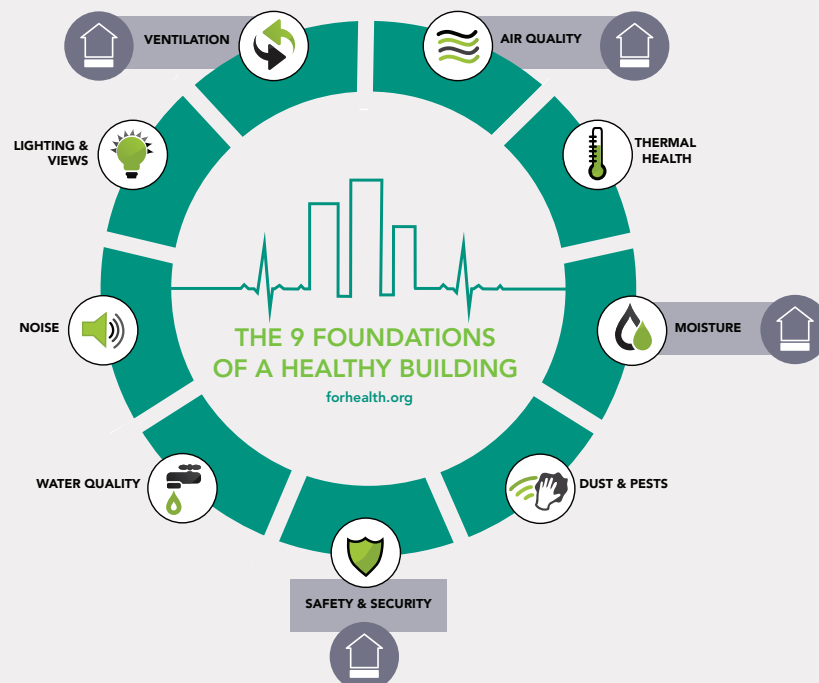 VENTILATION
AIR QUALITY
LIGHTING &
VIEWS
THERMAL
HEALTH
NOISE
MOISTURE
THE 9 FOUNDATIONS
OF A HEALTHY BUILDING
forhealth.org
WATER QUALITY
DUST & PESTS
SAFETY & SECURITY